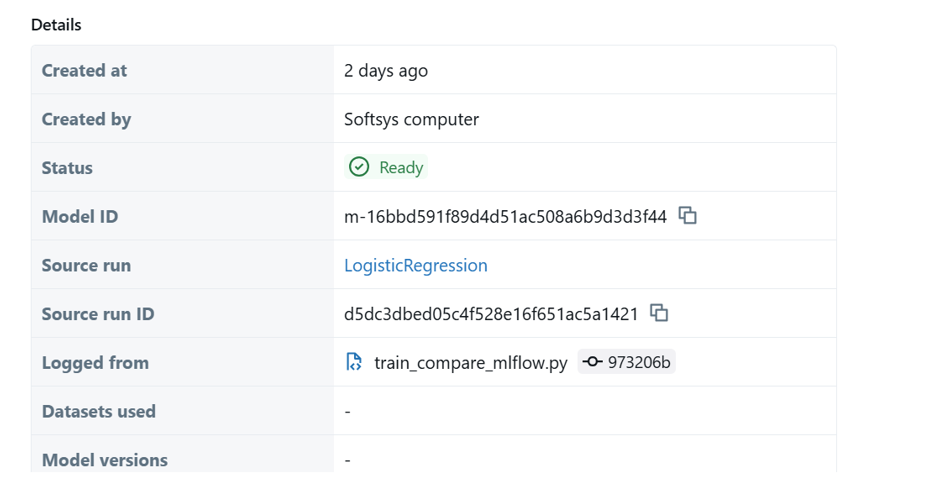 Details
Created at 2 days ago
Created by Softsys computer
Status Ready
Model ID m-16bbd591f89d4d51ac508a6b9d3d3f44
Source run LogisticRegression
Source run ID d5dc3dbed05c4f528e16f651ac5a1421
Logged from train_compare_mlflow.py 973206b
Datasets used -
Model versions -